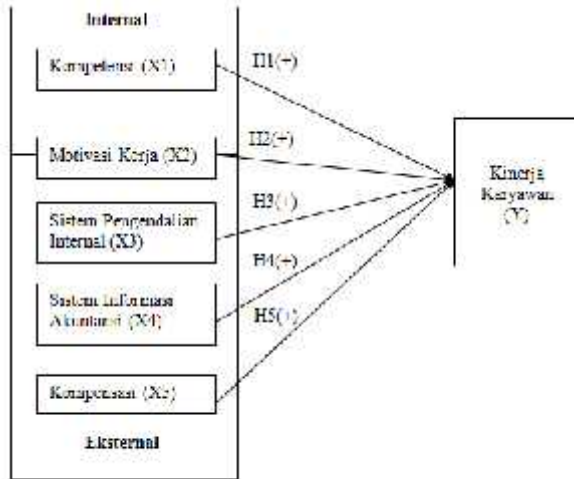 Internal
Kompetensi (X1)
H1(+)
Motivasi Kerja (X2)
H2(+)
Kinerja
Karyawan
(Y)
Sistem Pengendalian
Internal (X3)
H3(+)
Sistem Informasi
Akuntansi (X4)
H4(+)
H5(+)
Kompensasi (X5)
Eksternal